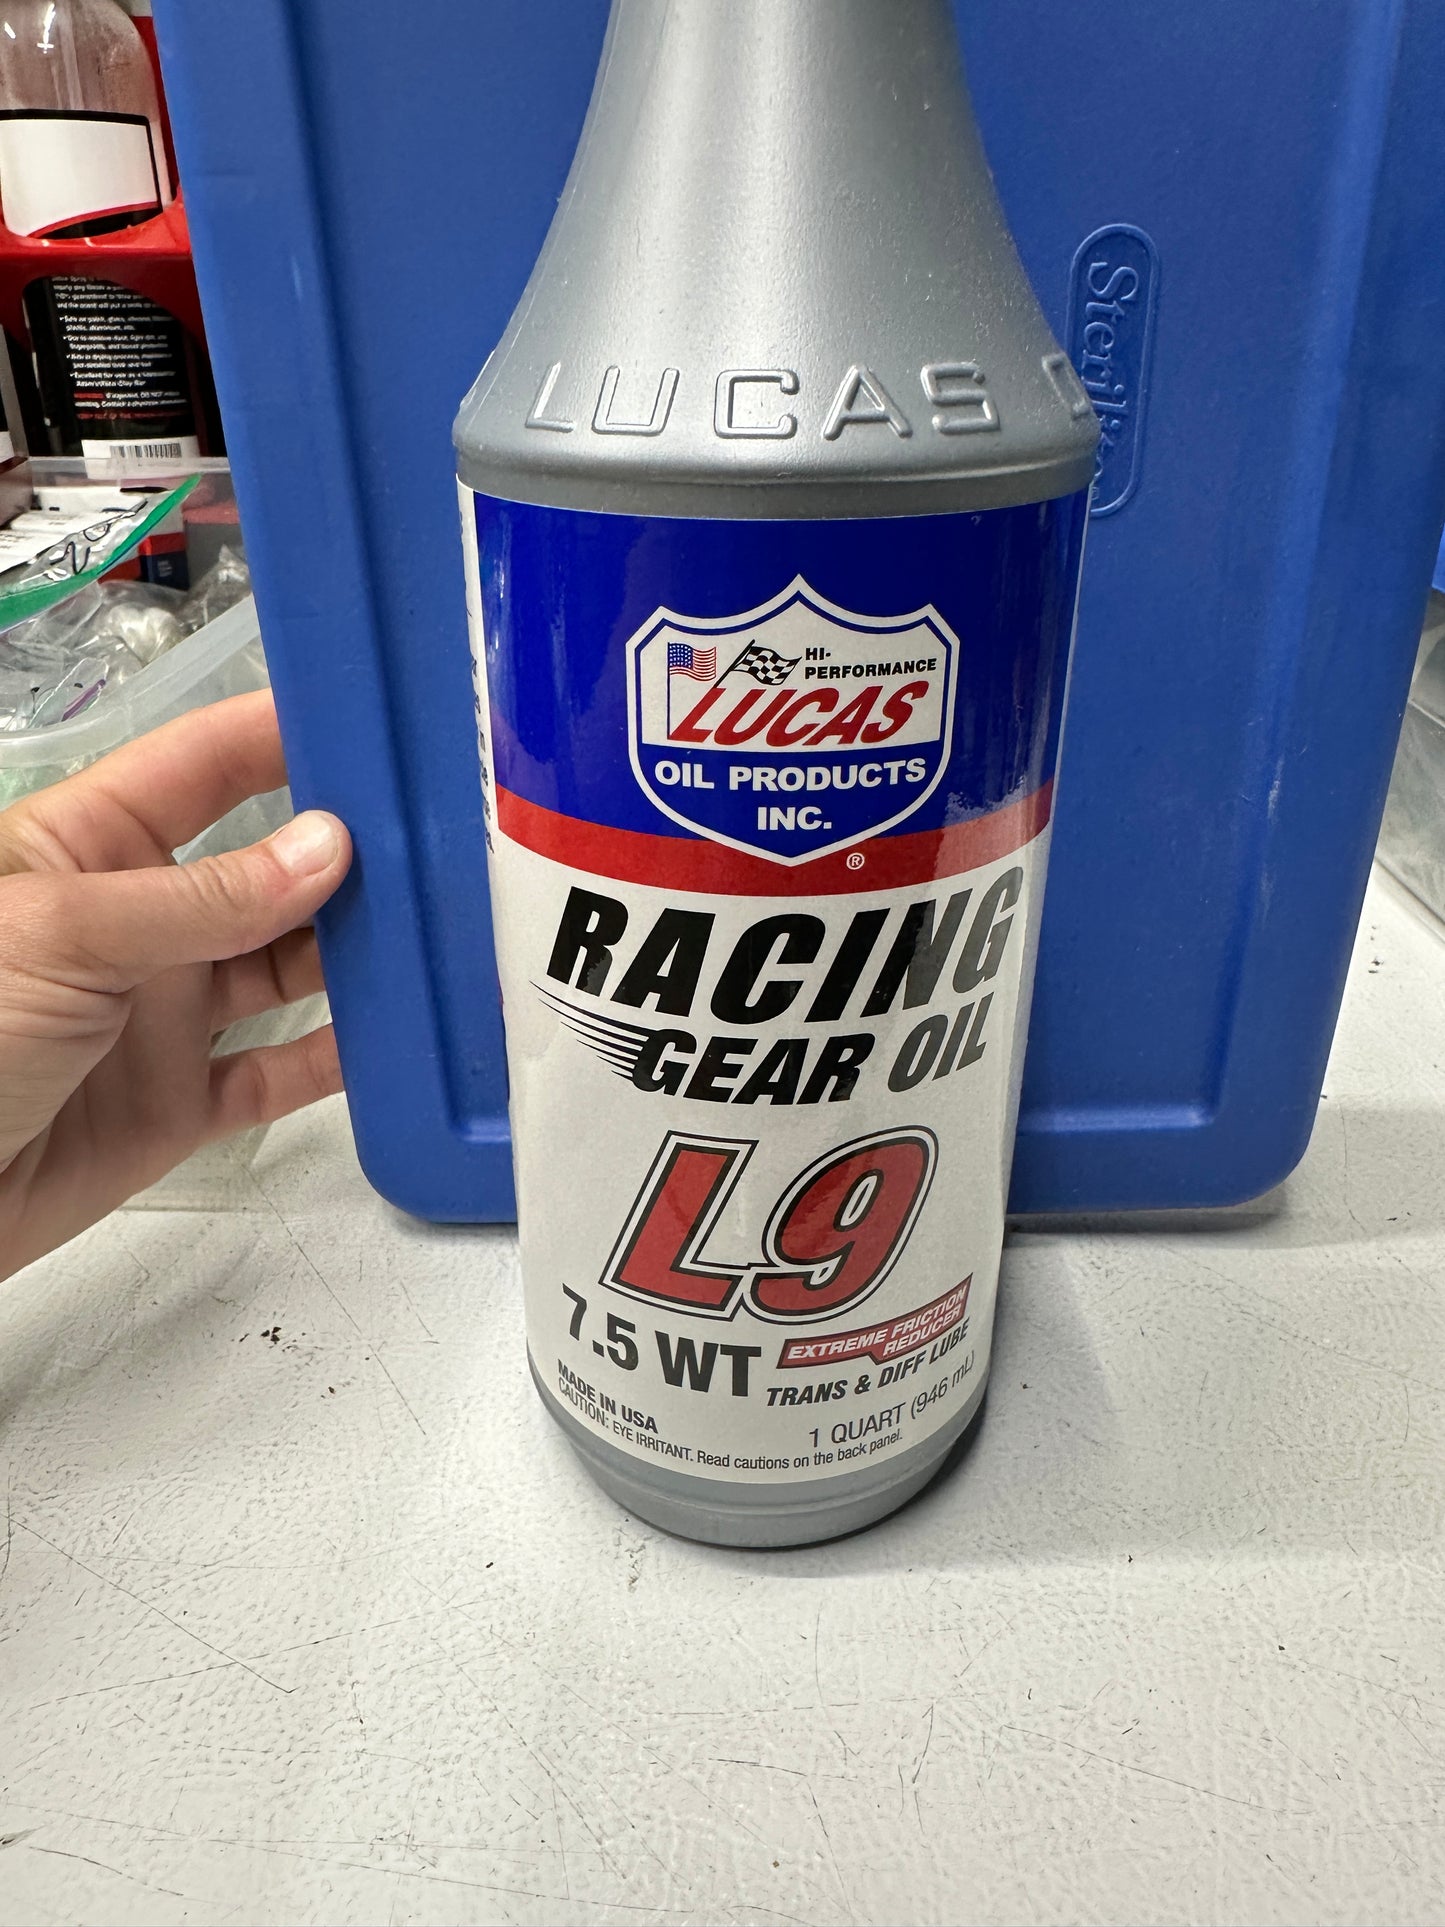 LUCAS
Sterilite
HI-
PERFORMANCE
LUCAS
OIL PRODUCTS
INC.
®
RACING
GEAR OIL
L9
7.5 WT
EXTREME FRICTION
REDUCER
TRANS & DIFF LUBE
MADE IN USA
1 QUART (946 mL)
CAUTION: EYE IRRITANT. Read cautions on the back panel.